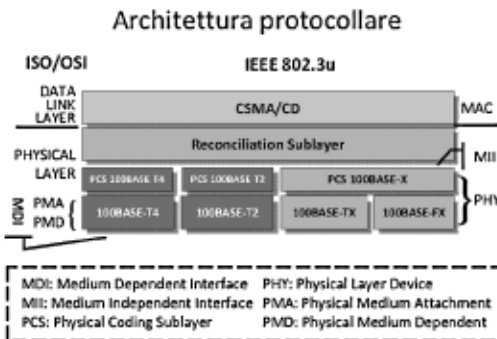 Architettura protocollare
ISO/OSI IEEE 802.3u
DATA
LINK
LAYER
CSMA/CD
MAC
Reconciliation Sublayer
MII
PHYSICAL
LAYER
PCS 100BASE-T4 PCS 100BASE T2 PCS 100BASE-X
PHY
MDI
PMA
PMD
100BASE-T4 100BASE-T2 100BASE-TX 100BASE-FX
MDI: Medium Dependent Interface PHY: Physical Layer Device
MII: Medium Independent Interface PMA: Physical Medium Attachment
PCS: Physical Coding Sublayer PMD: Physical Medium Dependent